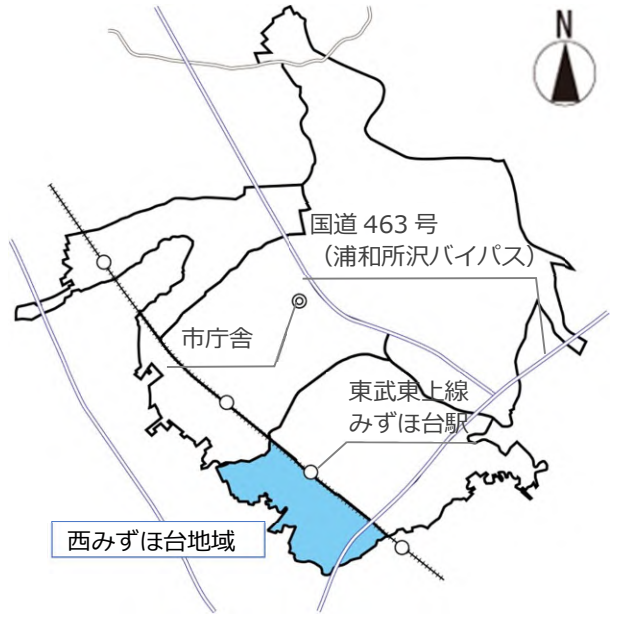 N
国道 463 号
（浦和所沢バイパス）
市庁舎
東武東上線
みずほ台駅
西みずほ台地域